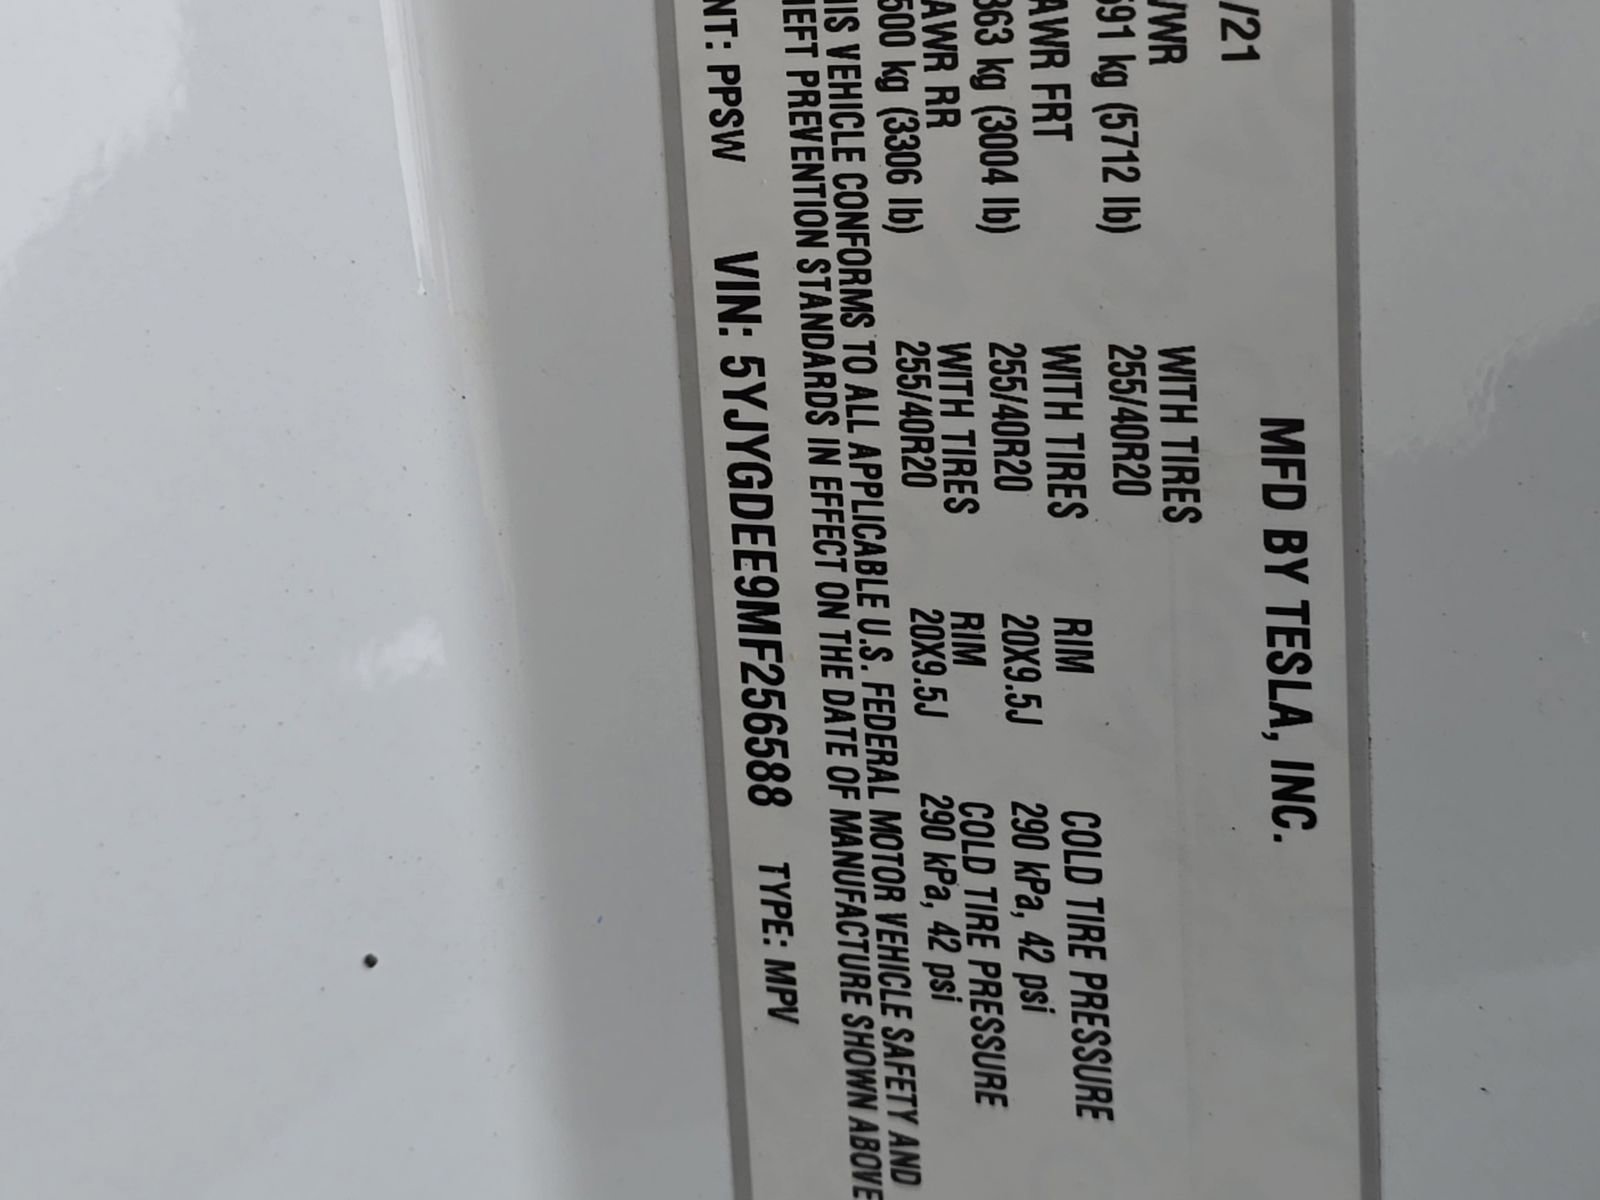 /21
MFD BY TESLA, INC.
VWR WITH TIRES
591 kg (5712 lb) 255/40R20
AWR FRT WITH TIRES RIM COLD TIRE PRESSURE
363 kg (3004 lb) 255/40R20 20X9.5J 290 kPa, 42 psi
AWR RR WITH TIRES RIM COLD TIRE PRESSURE
500 kg (3306 lb) 255/40R20 20X9.5J 290 kPa, 42 psi
HIS VEHICLE CONFORMS TO ALL APPLICABLE U.S. FEDERAL MOTOR VEHICLE SAFETY AND
HEFT PREVENTION STANDARDS IN EFFECT ON THE DATE OF MANUFACTURE SHOWN ABOVE
NT: PPSW VIN: 5YJYGDEE9MF256588 TYPE: MPV